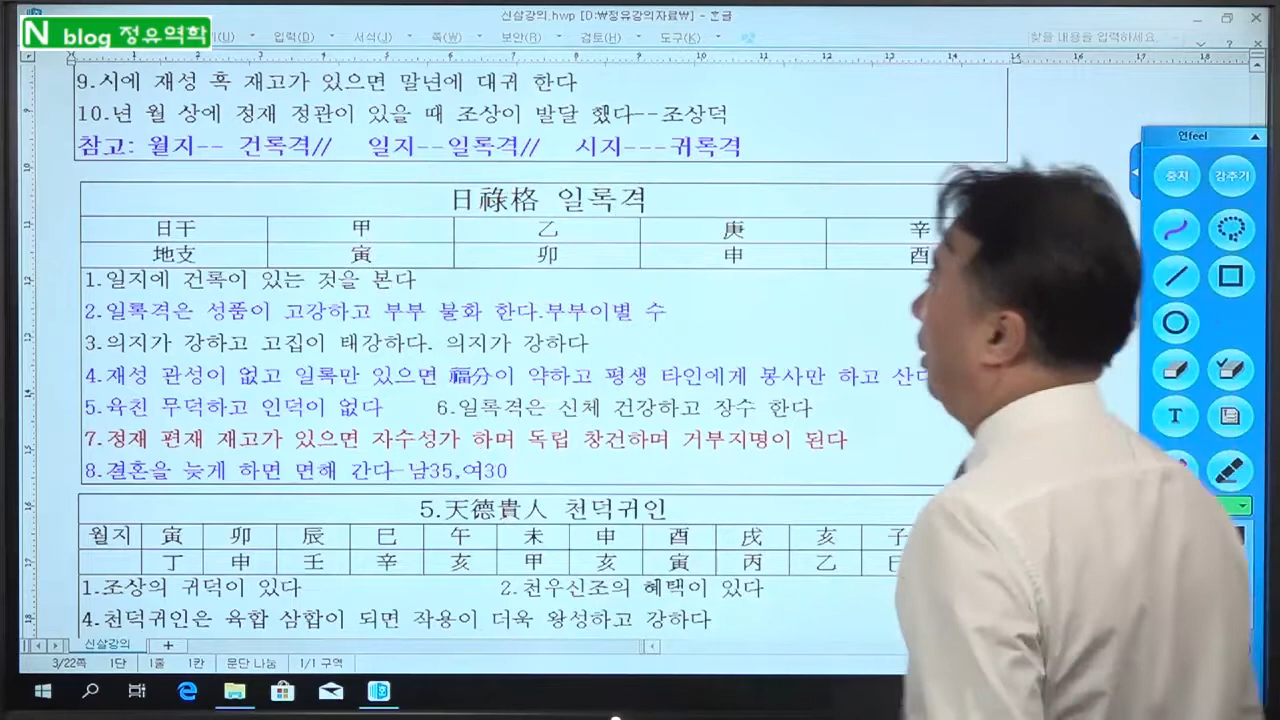 신살강의.hwp [D:\정유강의자료\] - 한글
N blog 정유역학
입력(D) 서식(J) 쪽(W) 보안(R) 검토(H) 도구(K) 찾을 내용을 입력하세요.
9.시에 재성 혹 재고가 있으면 말년에 대귀 한다
10.년 월 상에 정재 정관이 있을 때 조상이 발달 했다--조상덕
참고: 월지-- 건록격// 일지--일록격// 시지---귀록격
日祿格 일록격
日干 甲 乙 庚 辛
地支 寅 卯 申 酉
1.일지에 건록이 있는 것을 본다
2.일록격은 성품이 고강하고 부부 불화 한다.부부이별 수
3.의지가 강하고 고집이 태강하다. 의지가 강하다
4.재성 관성이 없고 일록만 있으면 福分이 약하고 평생 타인에게 봉사만 하고 산다
5.육친 무덕하고 인덕이 없다 6.일록격은 신체 건강하고 장수 한다
7.정재 편재 재고가 있으면 자수성가 하며 독립 창건하며 거부지명이 된다
8.결혼을 늦게 하면 면해 간다-남35,여30
5.天德貴人 천덕귀인
월지 寅 卯 辰 巳 午 未 申 酉 戌 亥 子
丁 申 壬 辛 亥 甲 亥 寅 丙 乙
1.조상의 귀덕이 있다 2.천우신조의 혜택이 있다
4.천덕귀인은 육합 삼합이 되면 작용이 더욱 왕성하고 강하다
신살강의
3/22쪽 1단 1줄 1칸 문단 나눔 1/1 구역
언feel
중지 감추기
T